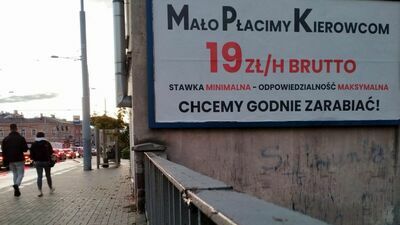 Mało Płacimy Kierowcom
19 zł/h brutto
stawka minimalna - odpowiedzialność maksymalna
chcemy godnie zarabiać!